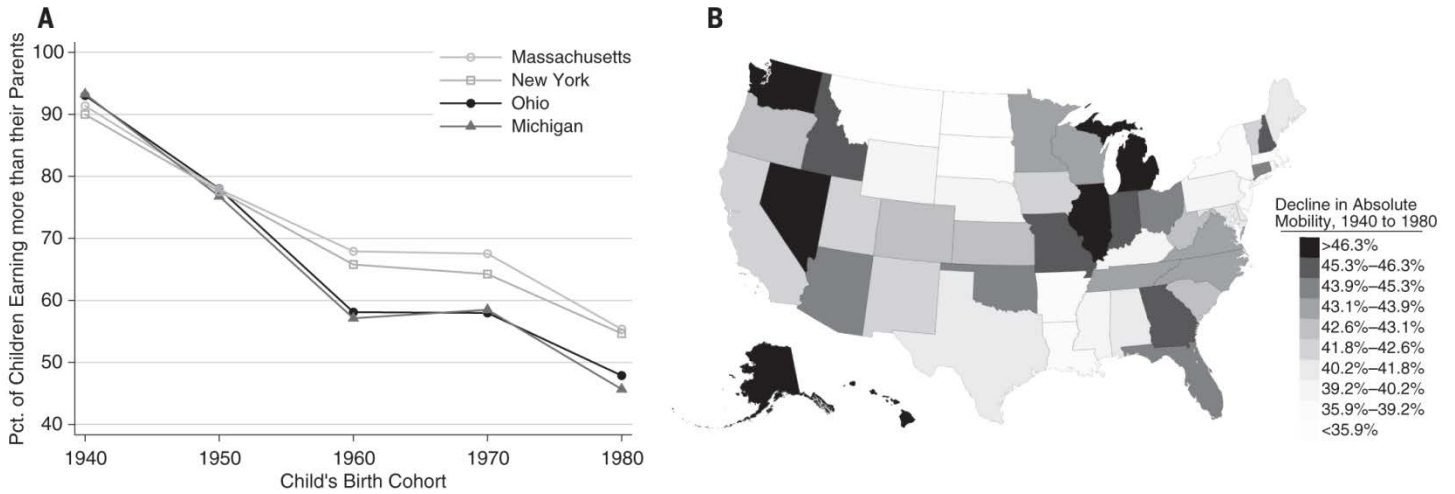 A
Pct. of Children Earning more than their Parents
100
90
80
70
60
50
40
1940
1950
1960
1970
1980
Child's Birth Cohort
Massachusetts
New York
Ohio
Michigan
B
Decline in Absolute
Mobility, 1940 to 1980
>46.3%
45.3%–46.3%
43.9%–45.3%
43.1%–43.9%
42.6%–43.1%
41.8%–42.6%
40.2%–41.8%
39.2%–40.2%
35.9%–39.2%
<35.9%